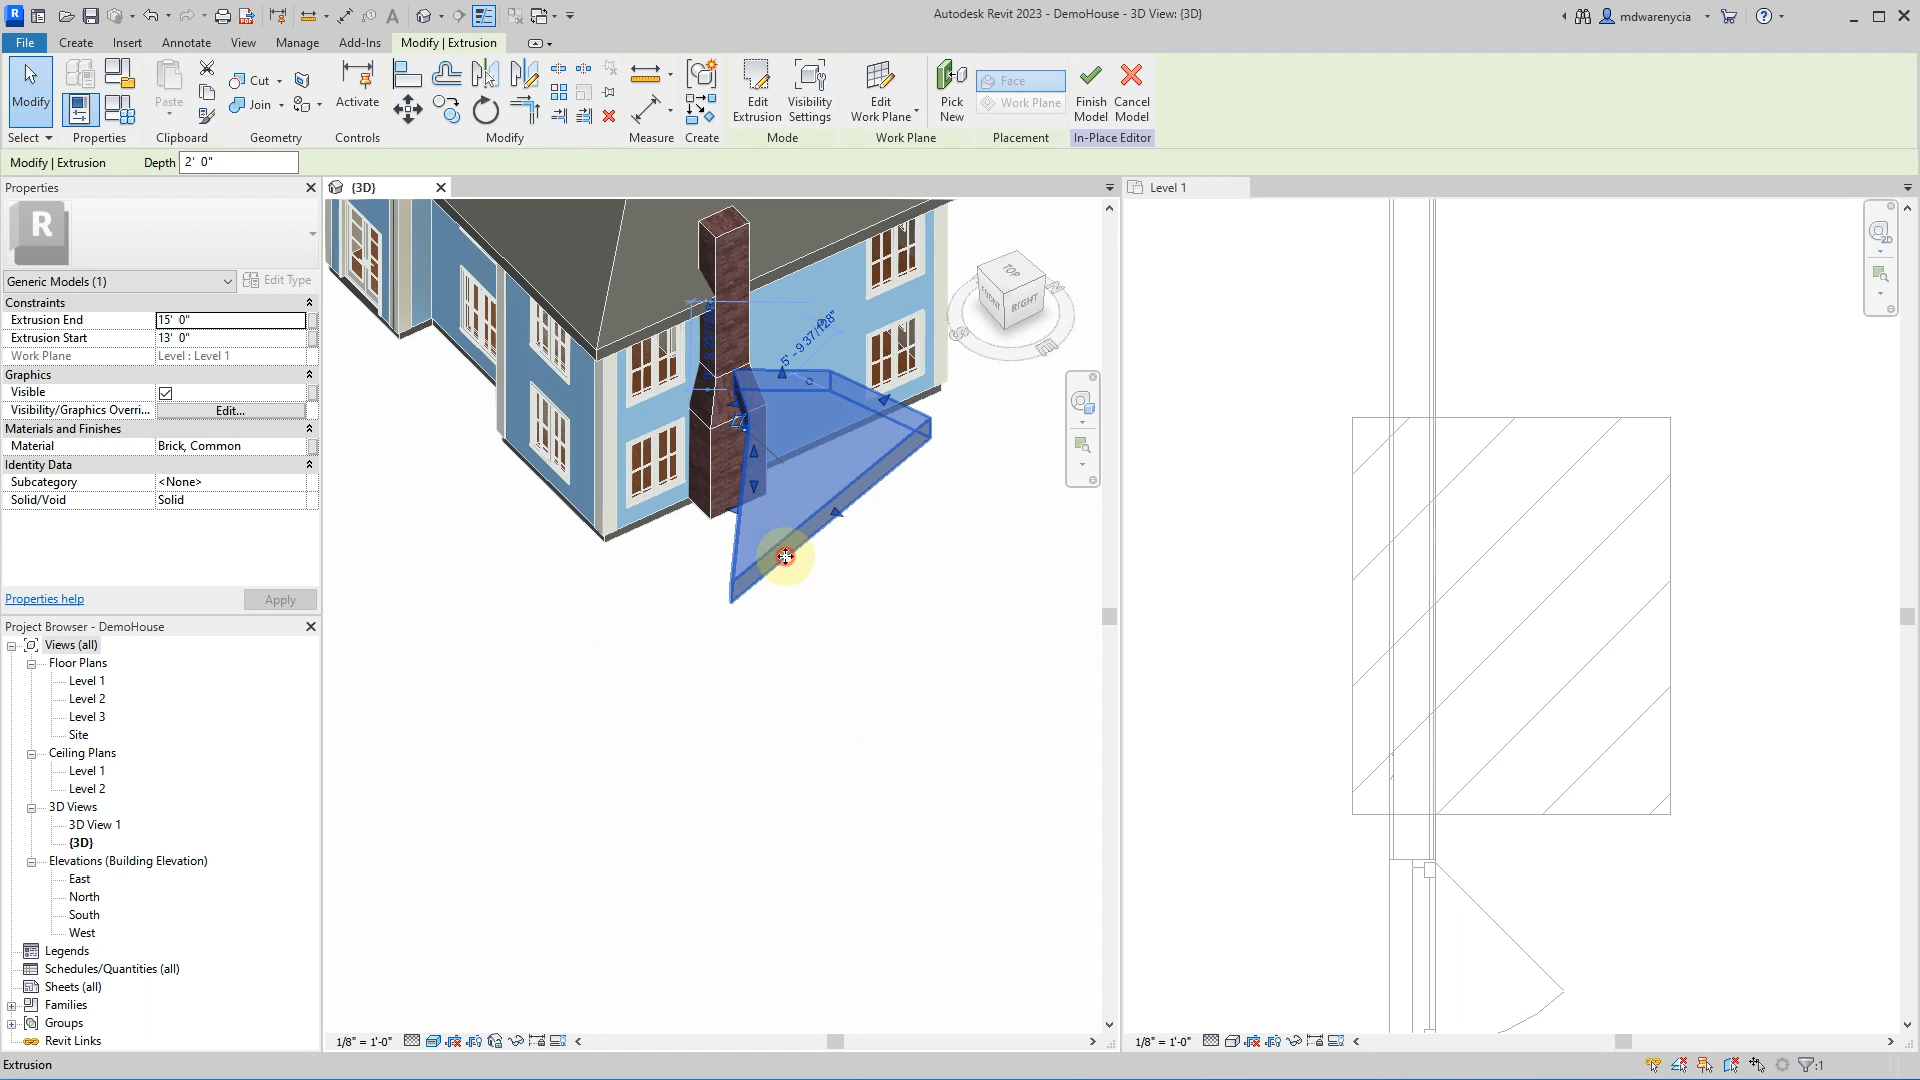 Autodesk Revit 2023 - DemoHouse - 3D View: {3D}
mdwarenycia
File Create Insert Annotate Manage View Add-Ins Modify | Extrusion
Modify
Paste
Cut
Join
Activate
Edit Extrusion
Visibility Settings
Edit Work Plane
Pick New
Face
Work Plane
Finish Model
Cancel Model
Select Properties Clipboard Geometry Controls Modify Measure Create Mode Work Plane Placement In-Place Editor
Modify | Extrusion Depth 2' 0"
Properties
{3D}
Level 1
R
Generic Models (1) Edit Type
Constraints
Extrusion End 15' 0"
Extrusion Start 13' 0"
Work Plane Level : Level 1
Graphics
Visible
Visibility/Graphics Overri... Edit...
Materials and Finishes
Material Brick, Common
Identity Data
Subcategory <None>
Solid/Void Solid
Properties help Apply
Project Browser - DemoHouse
Views (all)
Floor Plans
Level 1
Level 2
Level 3
Site
Ceiling Plans
Level 1
Level 2
3D Views
3D View 1
{3D}
Elevations (Building Elevation)
East
North
South
West
Legends
Schedules/Quantities (all)
Sheets (all)
Families
Groups
Revit Links
5' - 9 37/128"
TOP
FRONT
RIGHT
N
S
E
2D
1/8" = 1'-0"
1/8" = 1'-0"
Extrusion
:1